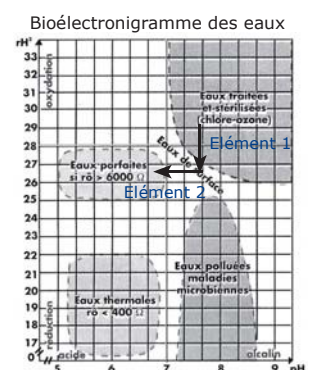 Bioélectronigramme des eaux
rH²
33
32
31
30
29
28
27
26
25
24
23
22
21
20
19
18
17
0
oxydation
réduction
Eaux traitées
et stérilisées
(chlore-ozone)
Elément 1
Eaux de surface
Eaux parfaites
si rô > 6000 Ω
Elément 2
Eaux polluées
maladies
microbiennes
Eaux thermales
ro < 400 Ω
acide
alcalin
5 6 7 8 9 pH